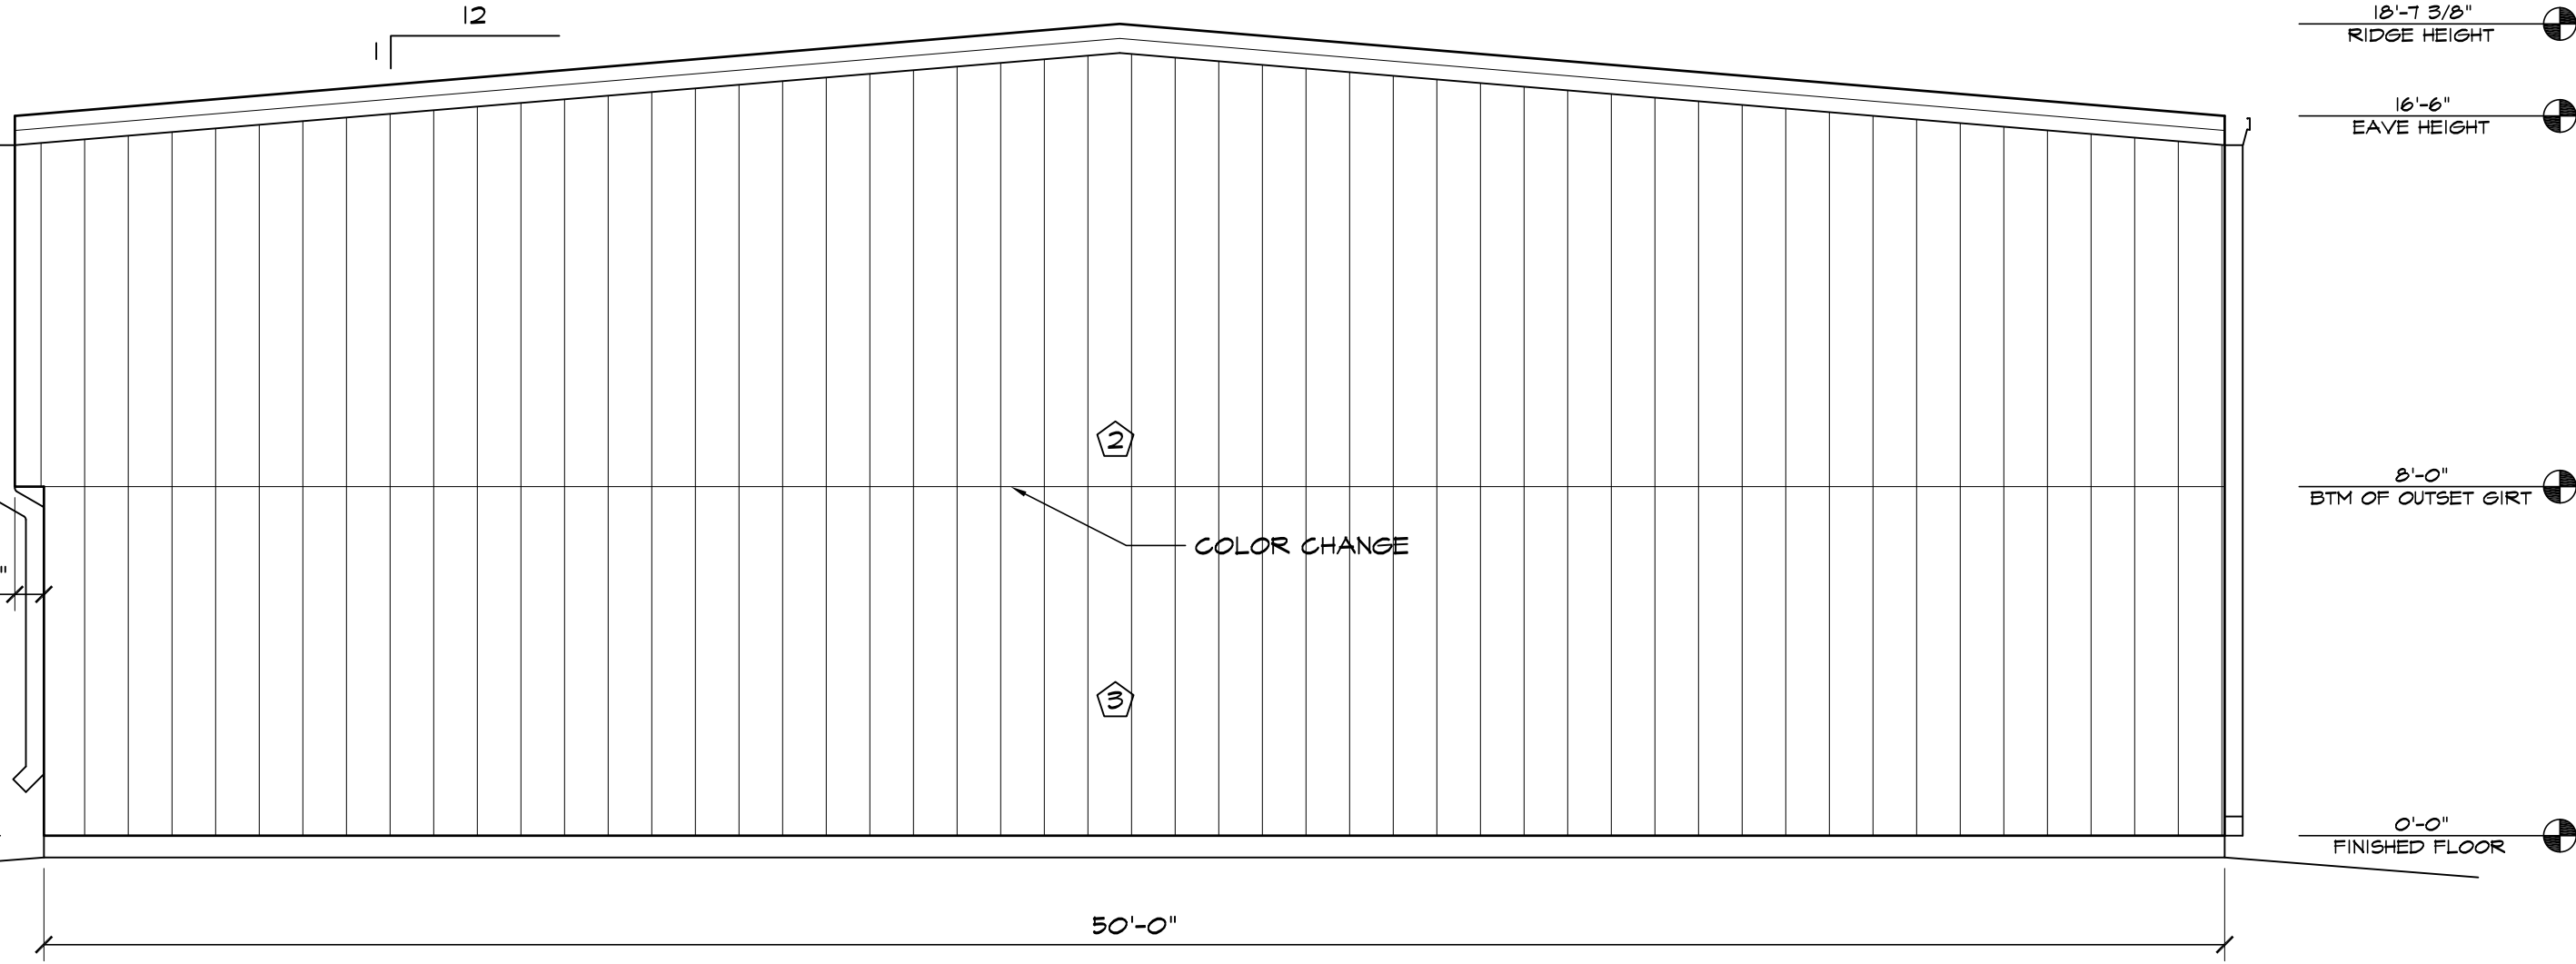 12
1
18'-7 3/8"
RIDGE HEIGHT
16'-6"
EAVE HEIGHT
2
8'-0"
BTM OF OUTSET GIRT
COLOR CHANGE
"
3
0'-0"
FINISHED FLOOR
50'-0"